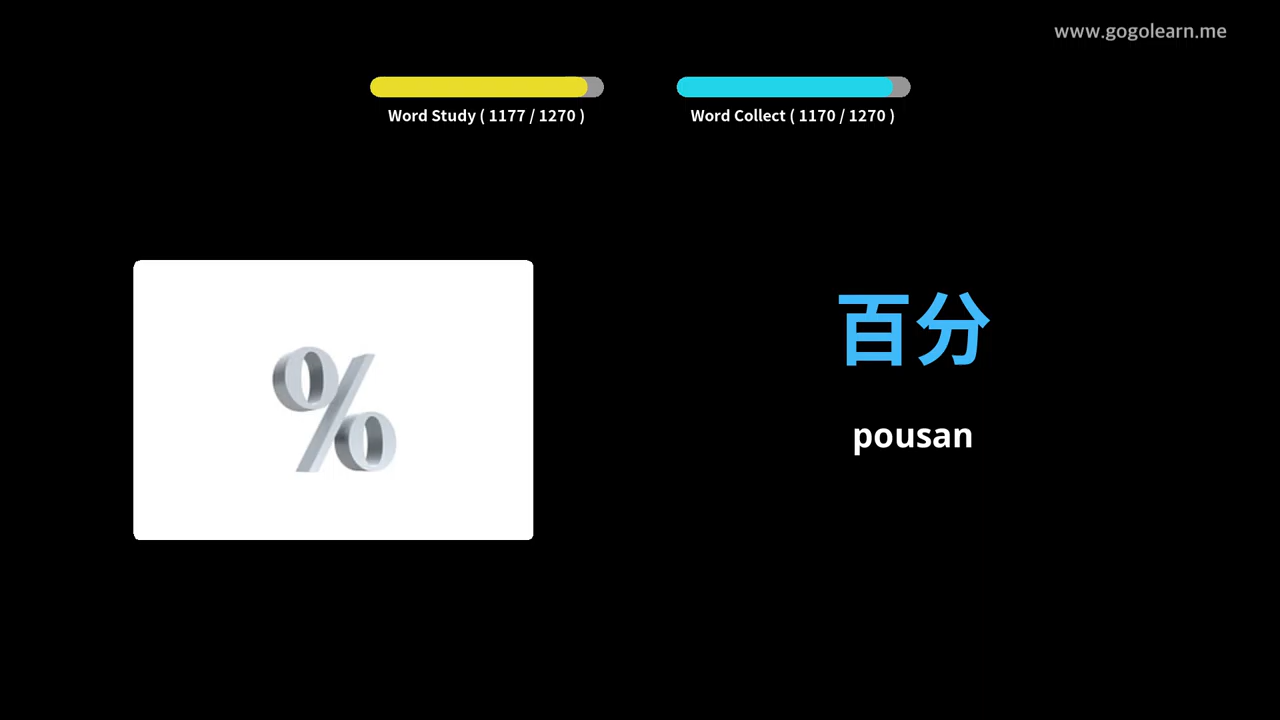 www.gogolearn.me
Word Study ( 1177 / 1270 )
Word Collect ( 1170 / 1270 )
%
百分
pousan